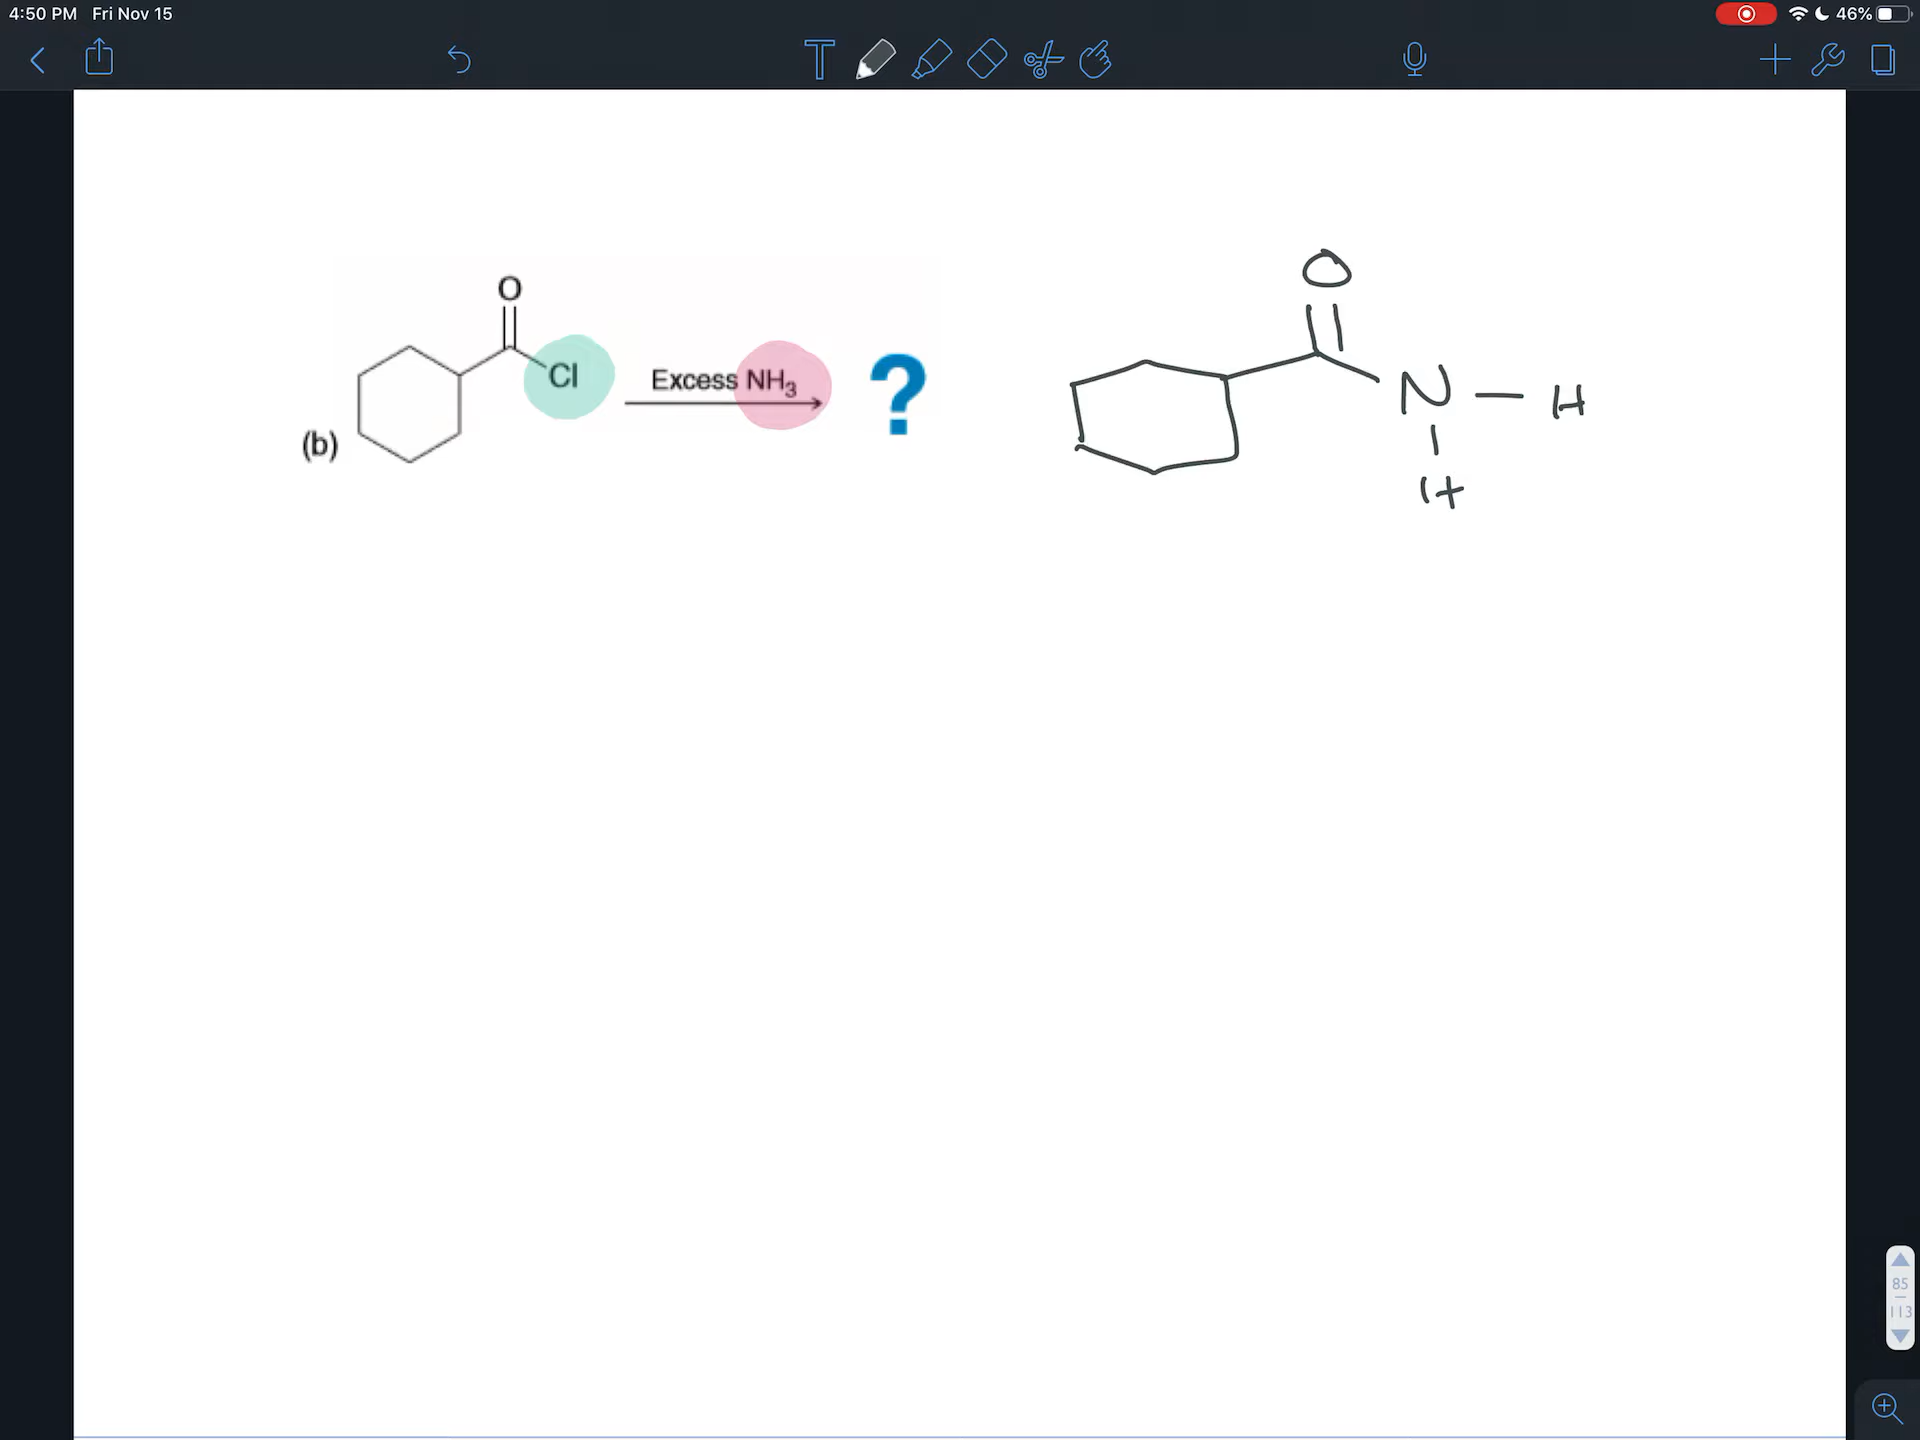 4:50 PM Fri Nov 15
46%
O
Cl
Excess NH₃
?
(b)
O
N — H
H
85
113